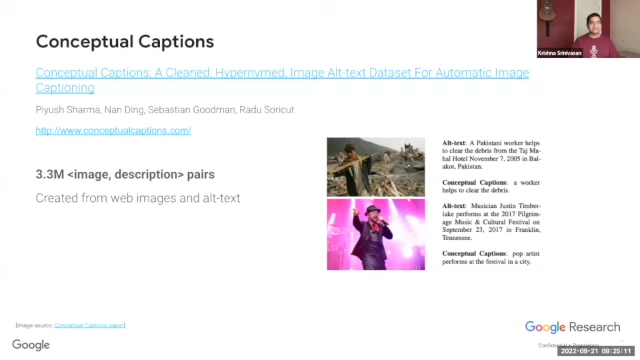 Conceptual Captions
Krishna Srinivasan
Conceptual Captions: A Cleaned, Hypernymed, Image Alt-text Dataset For Automatic Image
Captioning
Piyush Sharma, Nan Ding, Sebastian Goodman, Radu Soricut
http://www.conceptualcaptions.com/
3.3M <image, description> pairs
Created from web images and alt-text
Alt-text: A Pakistani worker helps
to clear the debris from the Taj Ma-
hal Hotel November 7, 2005 in Bal-
akot, Pakistan.
Conceptual Captions: a worker
helps to clear the debris.
Alt-text: Musician Justin Timber-
lake performs at the 2017 Pilgrim-
age Music & Cultural Festival on
September 23, 2017 in Franklin,
Tennessee.
Conceptual Captions: pop artist
performs at the festival in a city.
[Image source: Conceptual Captions paper]
Google Research
Google
Confidential + Proprietary
2022-09-21 09:25:11